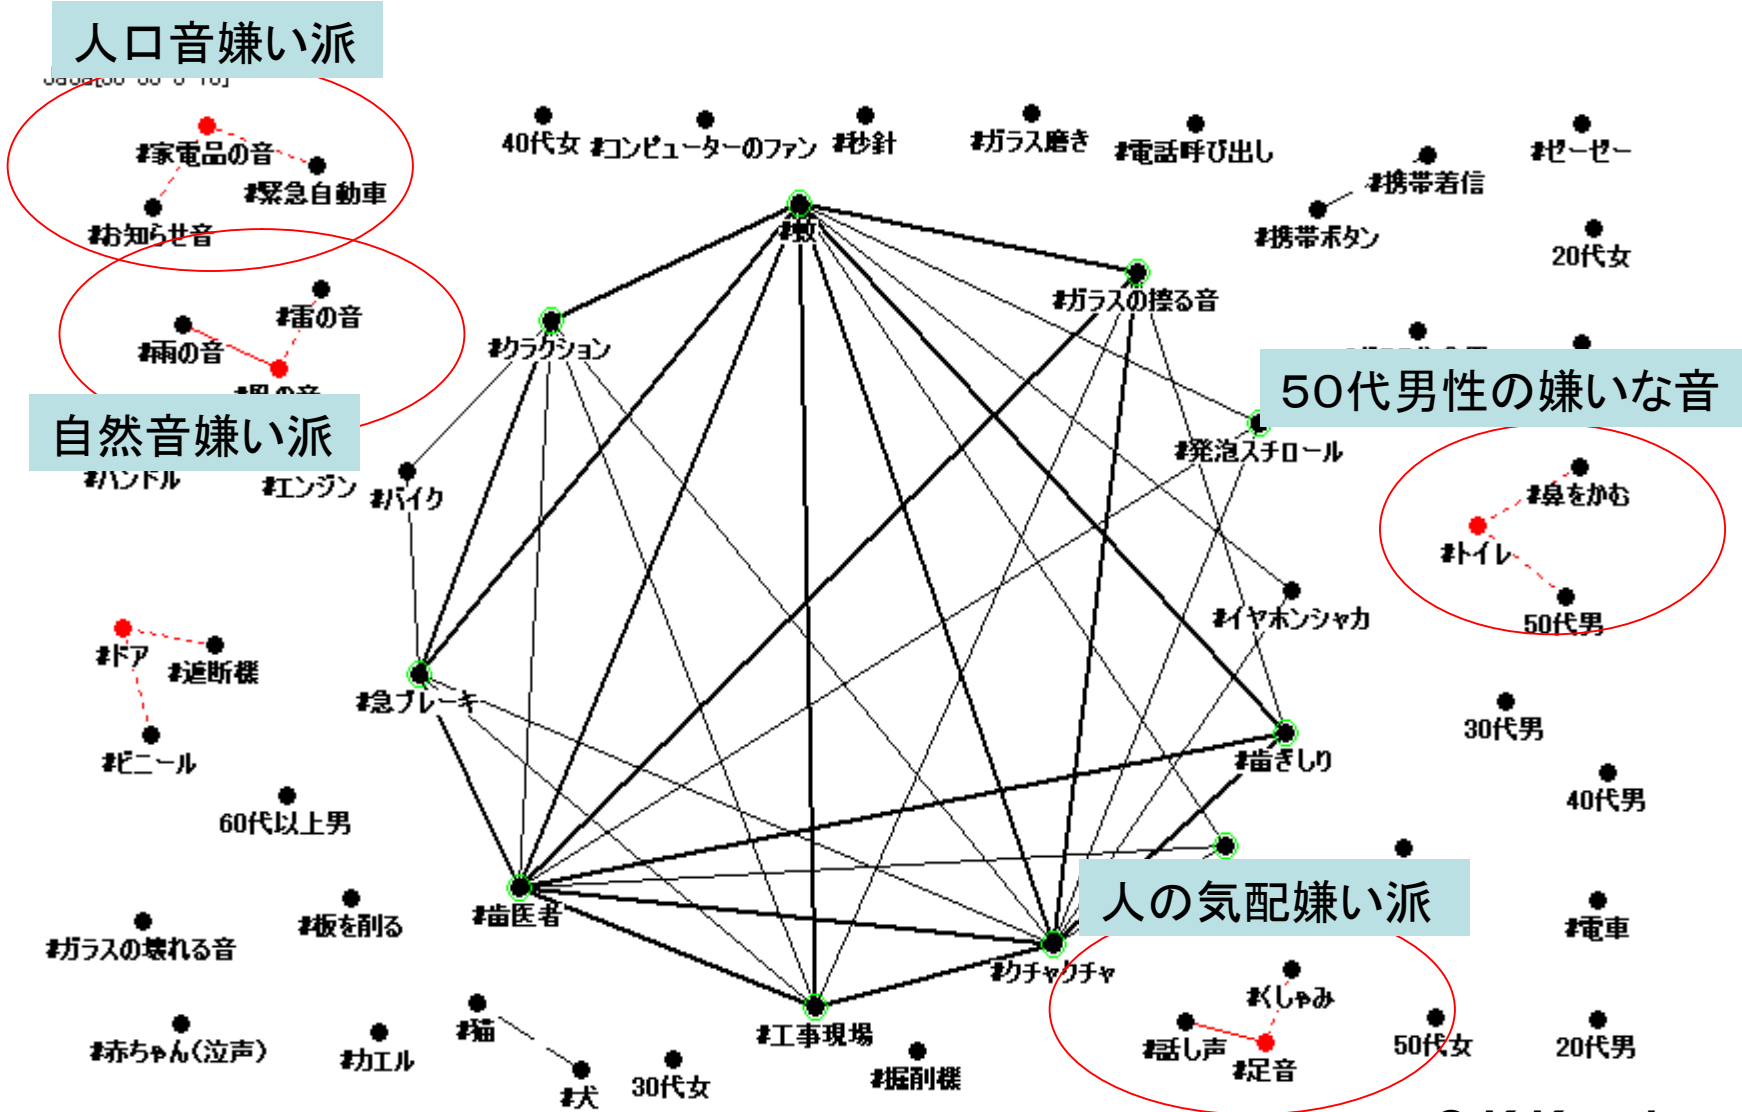 人口音嫌い派
#家電品の音
#緊急自動車
#お知らせ音
40代女
#コンピューターのファン
#秒針
#ガラス磨き
#電話呼び出し
#ゼーゼー
#携帯着信
#携帯ボタン
20代女
#蚊
#ガラスの擦る音
#雷の音
#雨の音
#風の音
自然音嫌い派
#クラクション
50代男性の嫌いな音
#発泡スチロール
#ハンドル
#エンジン
#バイク
#鼻をかむ
#トイレ
50代男
#イヤホンシャカ
#ドア
#遮断機
#ビニール
#急ブレーキ
30代男
#歯ぎしり
40代男
60代以上男
#歯医者
#板を削る
#ガラスの壊れる音
人の気配嫌い派
#電車
#クチャクチャ
#くしゃみ
#話し声
#足音
50代女
20代男
#工事現場
#赤ちゃん(泣声)
#カエル
#猫
#犬
30代女
#掘削機